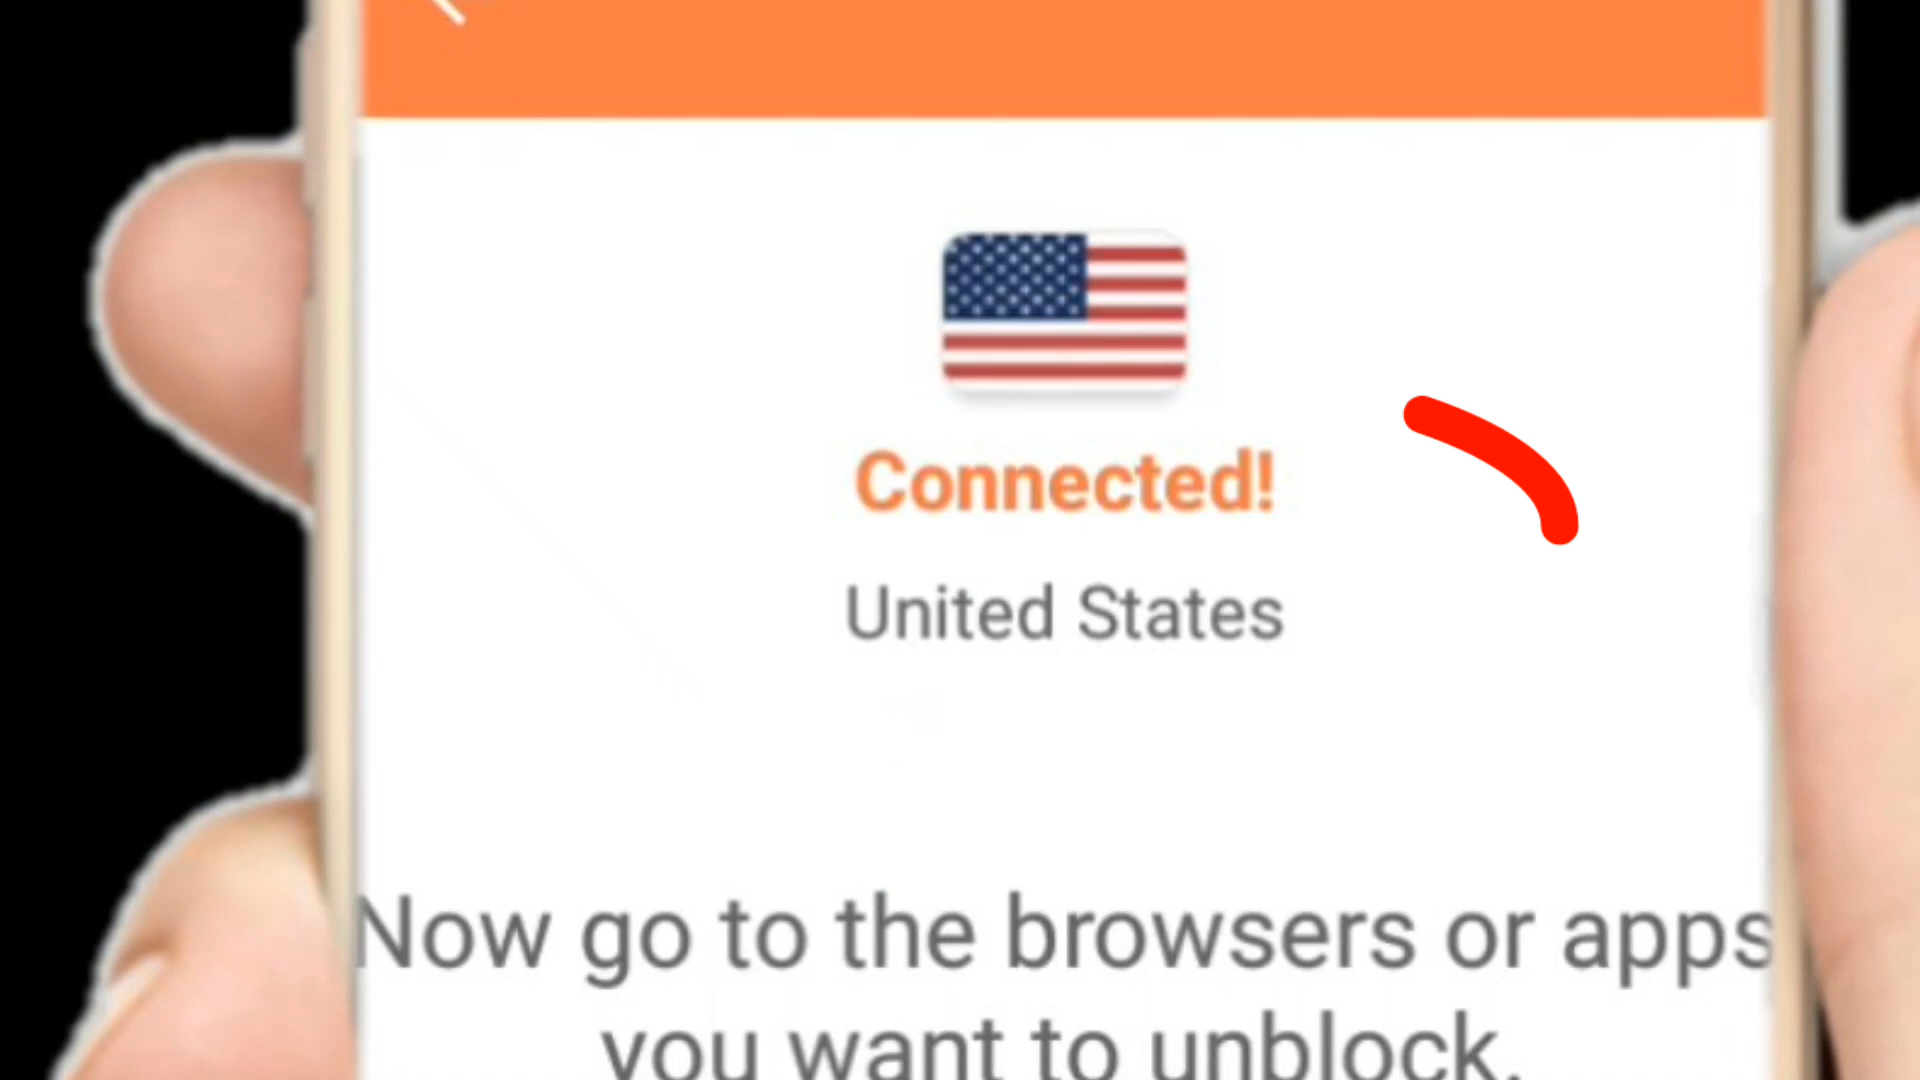 Connected!
United States
Now go to the browsers or apps
you want to unblock.